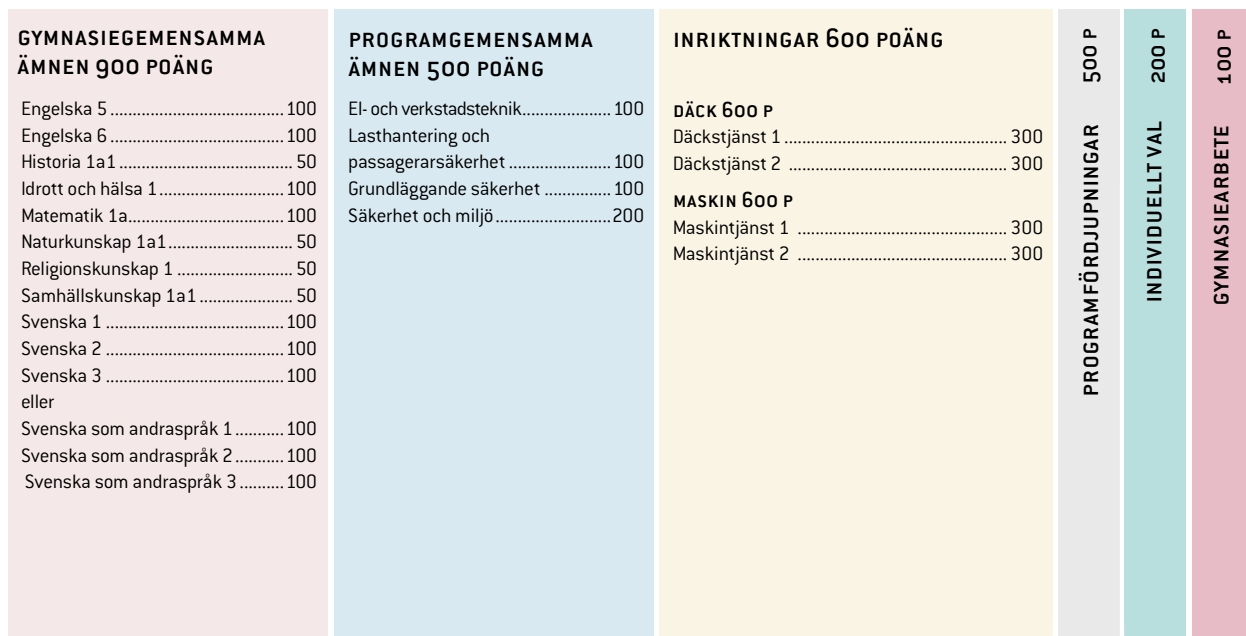 GYMNASIEGEMENSAMMA
ÄMNEN 900 POÄNG
Engelska 5 ........................................ 100
Engelska 6 ........................................ 100
Historia 1a1 ....................................... 50
Idrott och hälsa 1 ............................ 100
Matematik 1a................................... 100
Naturkunskap 1a1............................ 50
Religionskunskap 1 .......................... 50
Samhällskunskap 1a1 ..................... 50
Svenska 1 ........................................ 100
Svenska 2 ........................................ 100
Svenska 3 ........................................ 100
eller
Svenska som andraspråk 1 ........... 100
Svenska som andraspråk 2........... 100
Svenska som andraspråk 3 .......... 100
PROGRAMGEMENSAMMA
ÄMNEN 500 POÄNG
El- och verkstadsteknik.................... 100
Lasthantering och
passagerarsäkerhet ....................... 100
Grundläggande säkerhet ............... 100
Säkerhet och miljö..........................200
INRIKTNINGAR 600 POÄNG
DÄCK 600 P
Däckstjänst 1 .................................................. 300
Däckstjänst 2 ................................................. 300
MASKIN 600 P
Maskintjänst 1 ............................................... 300
Maskintjänst 2 ............................................... 300
PROGRAMFÖRDJUPNINGAR 500 P
INDIVIDUELLT VAL 200 P
GYMNASIEARBETE 100 P